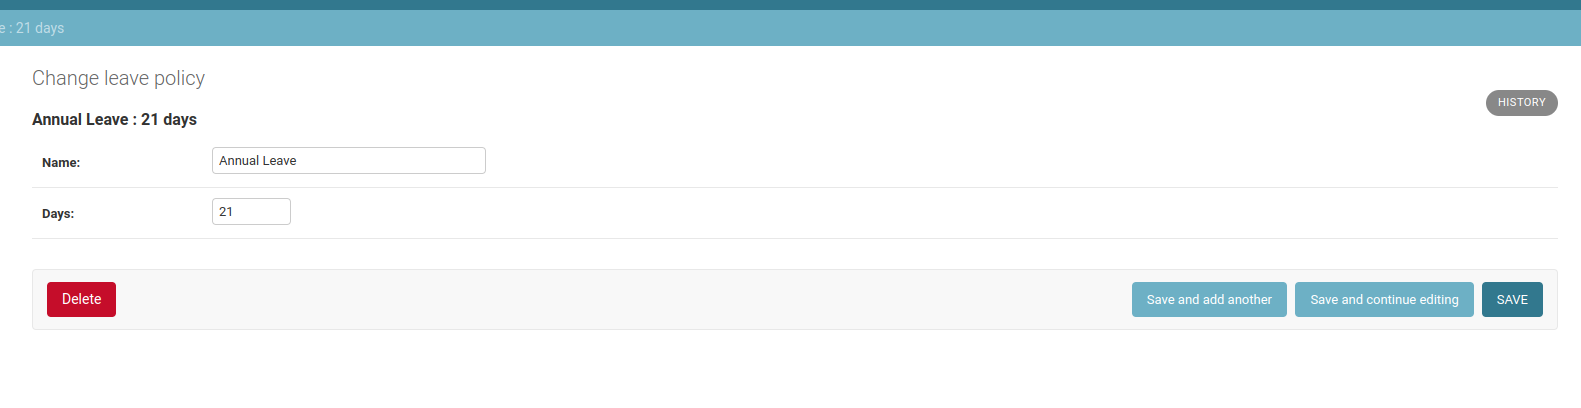 e : 21 days
Change leave policy
HISTORY
Annual Leave : 21 days
Name: Annual Leave
Days: 21
Delete Save and add another Save and continue editing SAVE